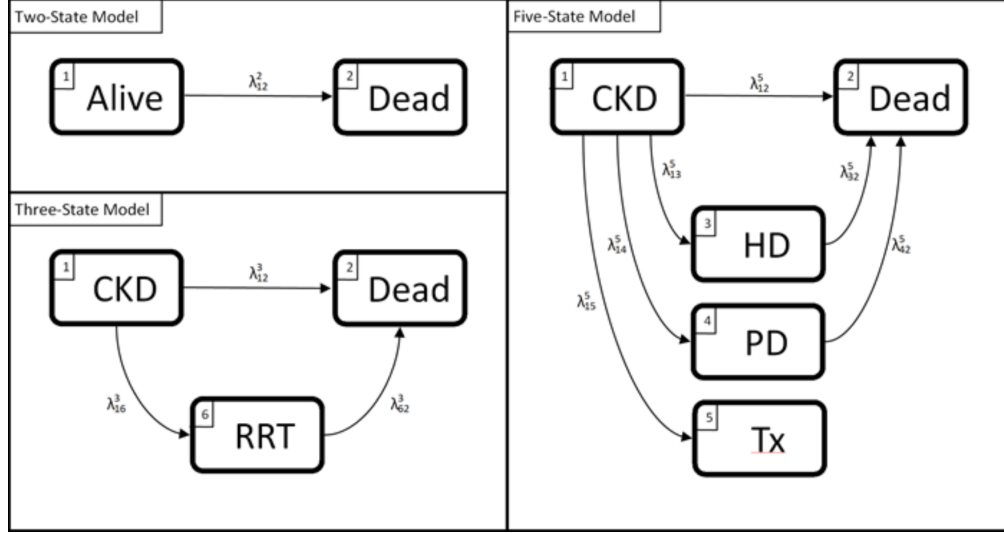 Two-State Model
1
Alive
λ²₁₂
2
Dead
Three-State Model
1
CKD
λ³₁₂
2
Dead
λ³₁₆
6
RRT
λ³₆₂
Five-State Model
1
CKD
λ⁵₁₂
2
Dead
λ⁵₁₃
λ⁵₃₂
3
HD
λ⁵₁₄
λ⁵₄₂
4
PD
λ⁵₁₅
5
Tx